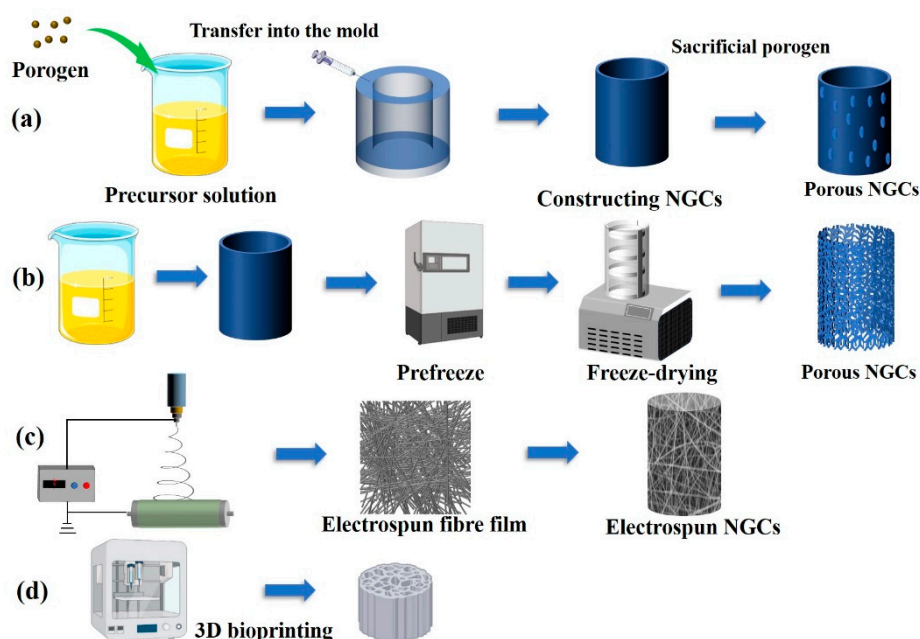 Porogen
Transfer into the mold
Sacrificial porogen
(a)
Precursor solution
Constructing NGCs
Porous NGCs
(b)
Prefreeze
Freeze-drying
Porous NGCs
(c)
Electrospun fibre film
Electrospun NGCs
(d)
3D bioprinting